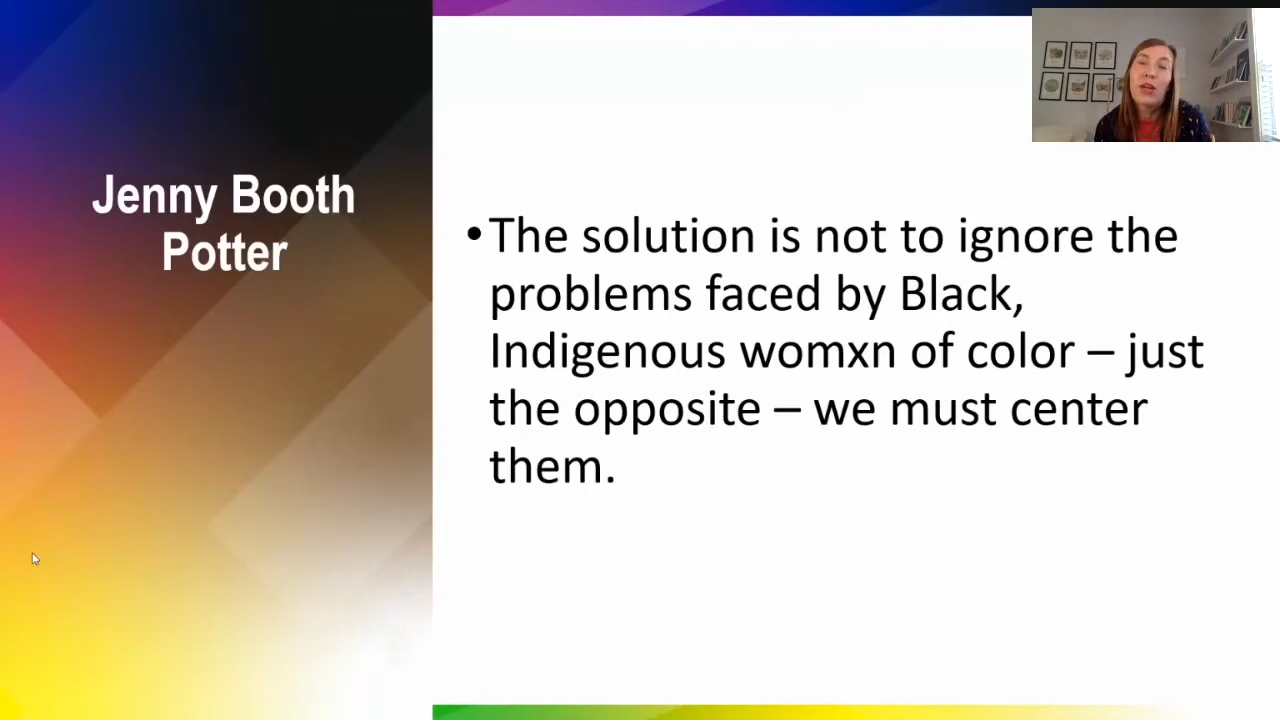 Jenny Booth
Potter
•The solution is not to ignore the
problems faced by Black,
Indigenous womxn of color – just
the opposite – we must center
them.